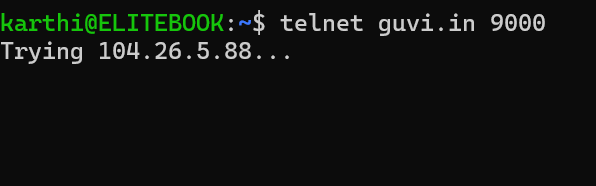 karthi@ELITEBOOK:~$ telnet guvi.in 9000
Trying 104.26.5.88...